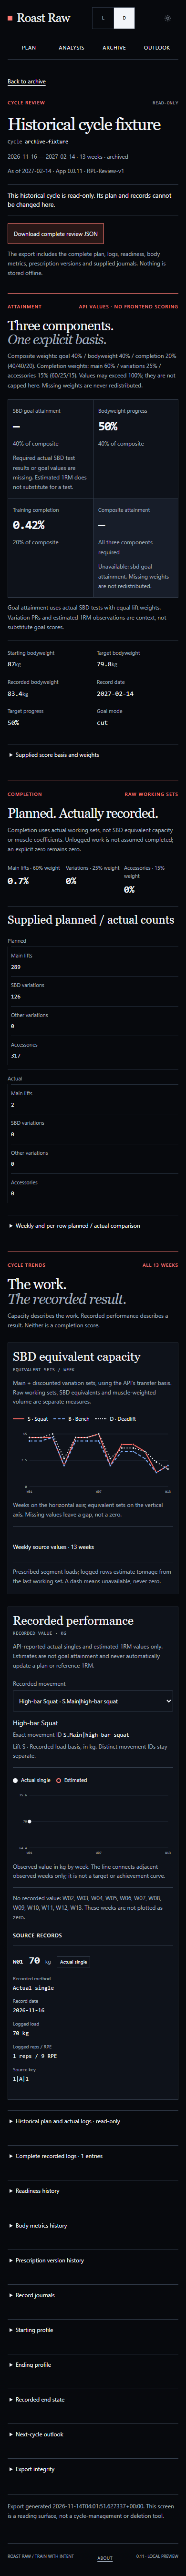 Roast Raw
L
D
PLAN
ANALYSIS
ARCHIVE
OUTLOOK
Back to archive
CYCLE REVIEW
READ-ONLY
Historical cycle fixture
Cycle archive-fixture
2026-11-16 — 2027-02-14 · 13 weeks · archived
As of 2027-02-14 · App 0.0.11 · RPL-Review-v1
This historical cycle is read-only. Its plan and records cannot
be changed here.
Download complete review JSON
The export includes the complete plan, logs, readiness, body
metrics, prescription versions and supplied journals. Nothing is
stored offline.
ATTAINMENT
API VALUES · NO FRONTEND SCORING
Three components.
One explicit basis.
Composite weights: goal 40% / bodyweight 40% / completion 20%
(40/40/20). Completion weights: main 60% / variations 25% /
accessories 15% (60/25/15). Values may exceed 100%; they are not
capped here. Missing weights are never redistributed.
SBD goal attainment
—
40% of composite
Required actual SBD
test results or goal
values are missing.
Estimated 1RM does
not substitute for a test.
Bodyweight progress
50%
40% of composite
Training completion
0.42%
20% of composite
Composite attainment
—
All three components
required
Unavailable: sbd goal
attainment. Missing
weight is not
redistributed.
Goal attainment uses actual SBD tests with equal lift weights.
Variation PRs and estimated 1RM observations are context, not
substitute goal scores.
Starting bodyweight
87kg
Target bodyweight
79.8kg
Recorded bodyweight
83.4kg
Record date
2027-02-14
Target progress
50%
Goal mode
cut
Supplied score basis and weights
COMPLETION
RAW WORKING SETS
Planned. Actually recorded.
Completion uses actual working sets, not SBD equivalent capacity
or muscle coefficients. Unlogged work is not assumed complete;
an explicit zero remains zero.
Main lifts · 60% weight
0.7%
Variations · 25% weight
0%
Accessories · 15%
weight
0%
Supplied planned / actual counts
Planned
Main lifts
289
SBD variations
126
Other variations
0
Accessories
317
Actual
Main lifts
2
SBD variations
0
Other variations
0
Accessories
0
Weekly and per-row planned / actual comparison
CYCLE TRENDS
ALL 13 WEEKS
The work.
The recorded result.
Capacity describes the work. Recorded performance describes a
result. Neither is a completion score.
SBD equivalent capacity
EQUIVALENT SETS / WEEK
Main + discounted variation sets, using the API's transfer basis.
Raw working sets, SBD equivalents and muscle-weighted
volume are separate measures.
S · Squat
B · Bench
D · Deadlift
Weeks on the horizontal axis; equivalent sets on the vertical
axis. Missing values leave a gap, not a zero.
Weekly source values · 13 weeks
Prescribed segment loads; logged rows estimate tonnage from
the last working set. A dash means unavailable, never zero.
Recorded performance
RECORDED VALUE · KG
API-reported actual singles and estimated 1RM values only.
Estimates are not goal attainment and never automatically
update a plan or reference 1RM.
Recorded movement
High-bar Squat · S.Main|high-bar squat
High-bar Squat
Exact movement ID S.Main|high-bar squat
Lift S · Recorded load basis, in kg. Distinct movement IDs stay
separate.
Actual single
Estimated
70
Observed value in kg by week. The line connects adjacent
observed weeks only; it is not a target or achievement curve.
No recorded value: W02, W03, W04, W05, W06, W07, W08,
W09, W10, W11, W12, W13. These weeks are not plotted as
zero.
SOURCE RECORDS
W01 70 kg Actual single
Recorded method
Actual single
Record date
2026-11-16
Logged load
70 kg
Logged reps / RPE
1 reps / 9 RPE
Source key
1|A|1
Historical plan and actual logs · read-only
Complete recorded logs · 1 entries
Readiness history
Body metrics history
Prescription version history
Record journals
Starting profile
Ending profile
Recorded end state
Next-cycle outlook
Export integrity
Export generated 2026-11-14T04:01:51.627337+00:00. This screen
is a reading surface, not a cycle-management or deletion tool.
ROAST RAW / TRAIN WITH INTENT
ABOUT
0.11 · LOCAL PREVIEW